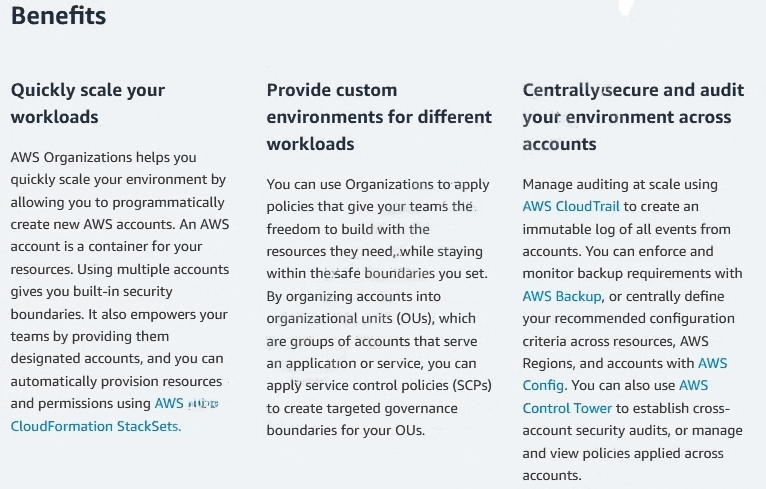 Benefits
Quickly scale your
workloads
AWS Organizations helps you
quickly scale your environment by
allowing you to programmatically
create new AWS accounts. An AWS
account is a container for your
resources. Using multiple accounts
gives you built-in security
boundaries. It also empowers your
teams by providing them
designated accounts, and you can
automatically provision resources
and permissions using AWS
CloudFormation StackSets.
Provide custom
environments for different
workloads
You can use Organizations to apply
policies that give your teams the
freedom to build with the
resources they need, while staying
within the safe boundaries you set.
By organizing accounts into
organizational units (OUs), which
are groups of accounts that serve
an application or service, you can
apply service control policies (SCPs)
to create targeted governance
boundaries for your OUs.
Centrally secure and audit
your environment across
accounts
Manage auditing at scale using
AWS CloudTrail to create an
immutable log of all events from
accounts. You can enforce and
monitor backup requirements with
AWS Backup, or centrally define
your recommended configuration
criteria across resources, AWS
Regions, and accounts with AWS
Config. You can also use AWS
Control Tower to establish cross-
account security audits, or manage
and view policies applied across
accounts.